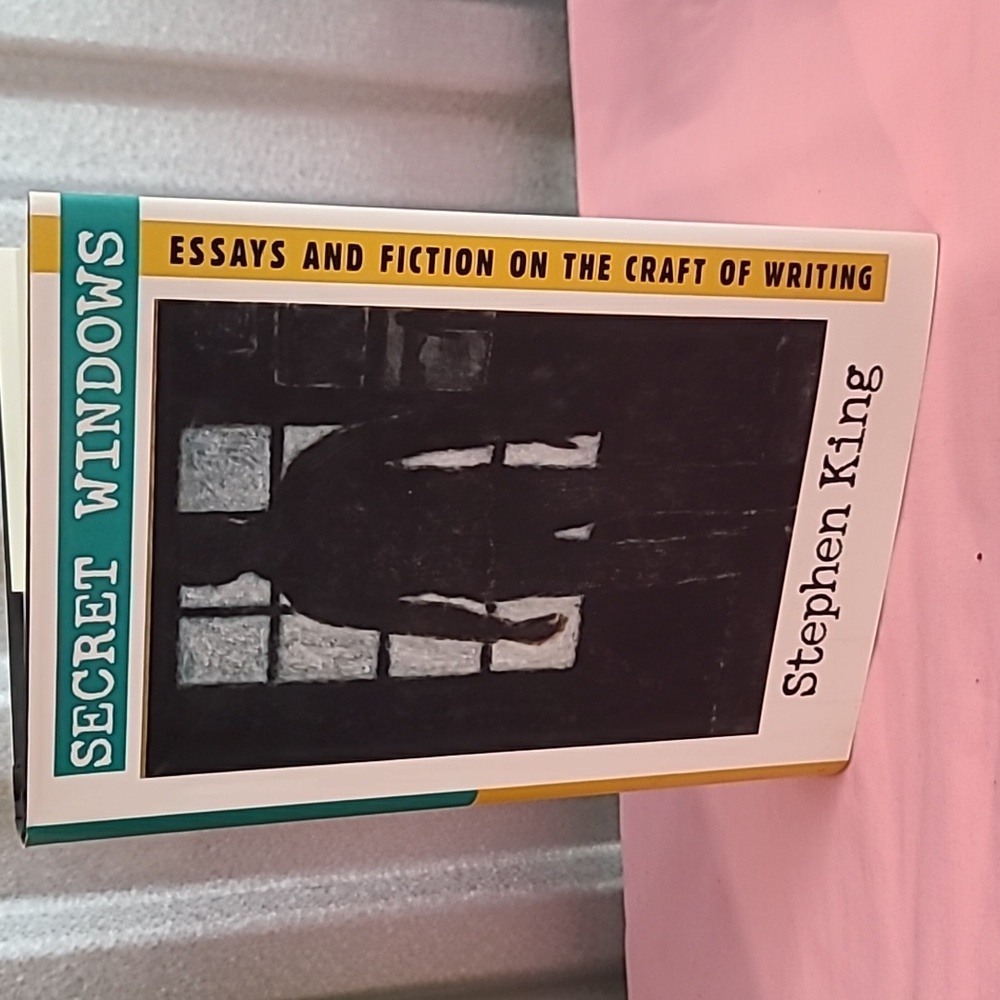 SECRET WINDOWS
ESSAYS AND FICTION ON THE CRAFT OF WRITING
Stephen King